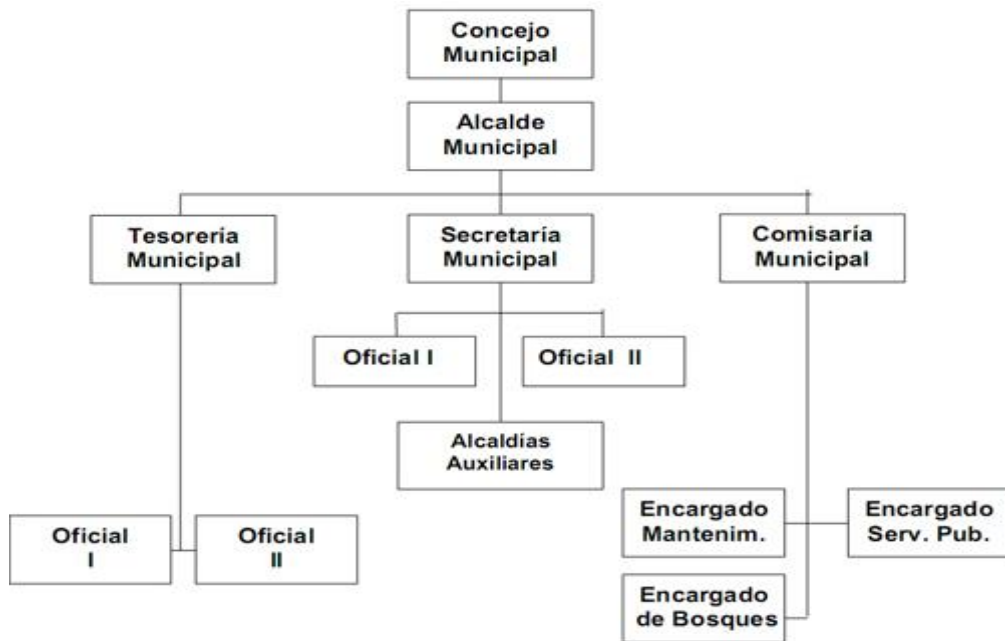 Concejo
Municipal
Alcalde
Municipal
Tesorería
Municipal
Secretaría
Municipal
Comisaría
Municipal
Oficial I
Oficial II
Alcaldías
Auxiliares
Encargado
Mantenim.
Encargado
Serv. Pub.
Oficial
I
Oficial
II
Encargado
de Bosques